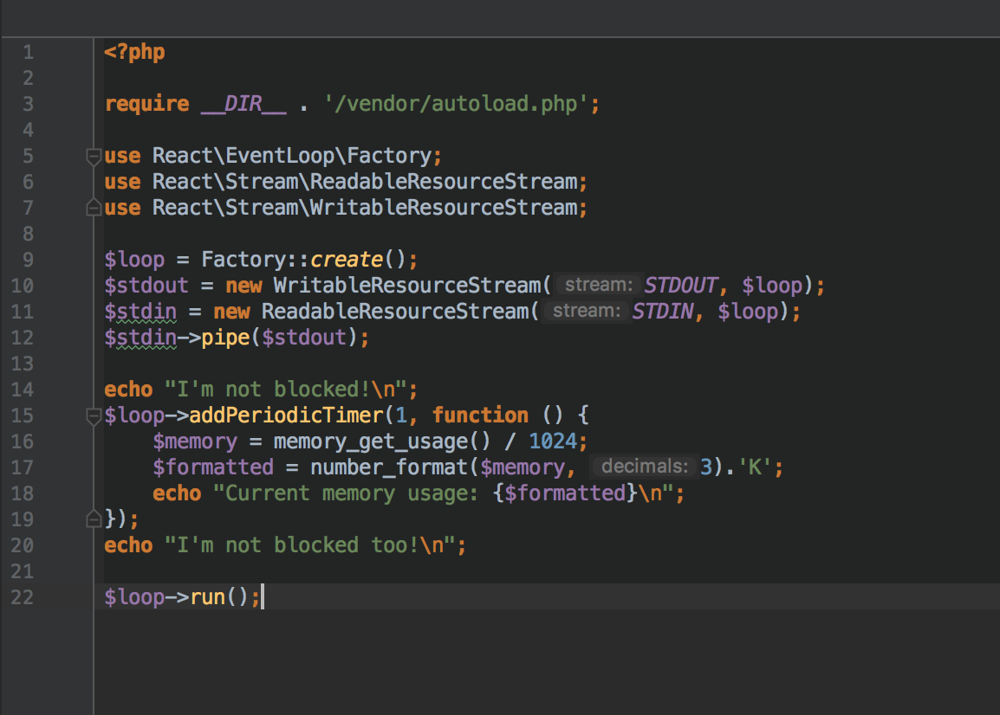 1 <?php
2
3 require __DIR__ . '/vendor/autoload.php';
4
5 use React\EventLoop\Factory;
6 use React\Stream\ReadableResourceStream;
7 use React\Stream\WritableResourceStream;
8
9 $loop = Factory::create();
10 $stdout = new WritableResourceStream( stream: STDOUT, $loop);
11 $stdin = new ReadableResourceStream( stream: STDIN, $loop);
12 $stdin->pipe($stdout);
13
14 echo "I'm not blocked!\n";
15 $loop->addPeriodicTimer(1, function () {
16     $memory = memory_get_usage() / 1024;
17     $formatted = number_format($memory, decimals: 3).'K';
18     echo "Current memory usage: {$formatted}\n";
19 });
20 echo "I'm not blocked too!\n";
21
22 $loop->run();